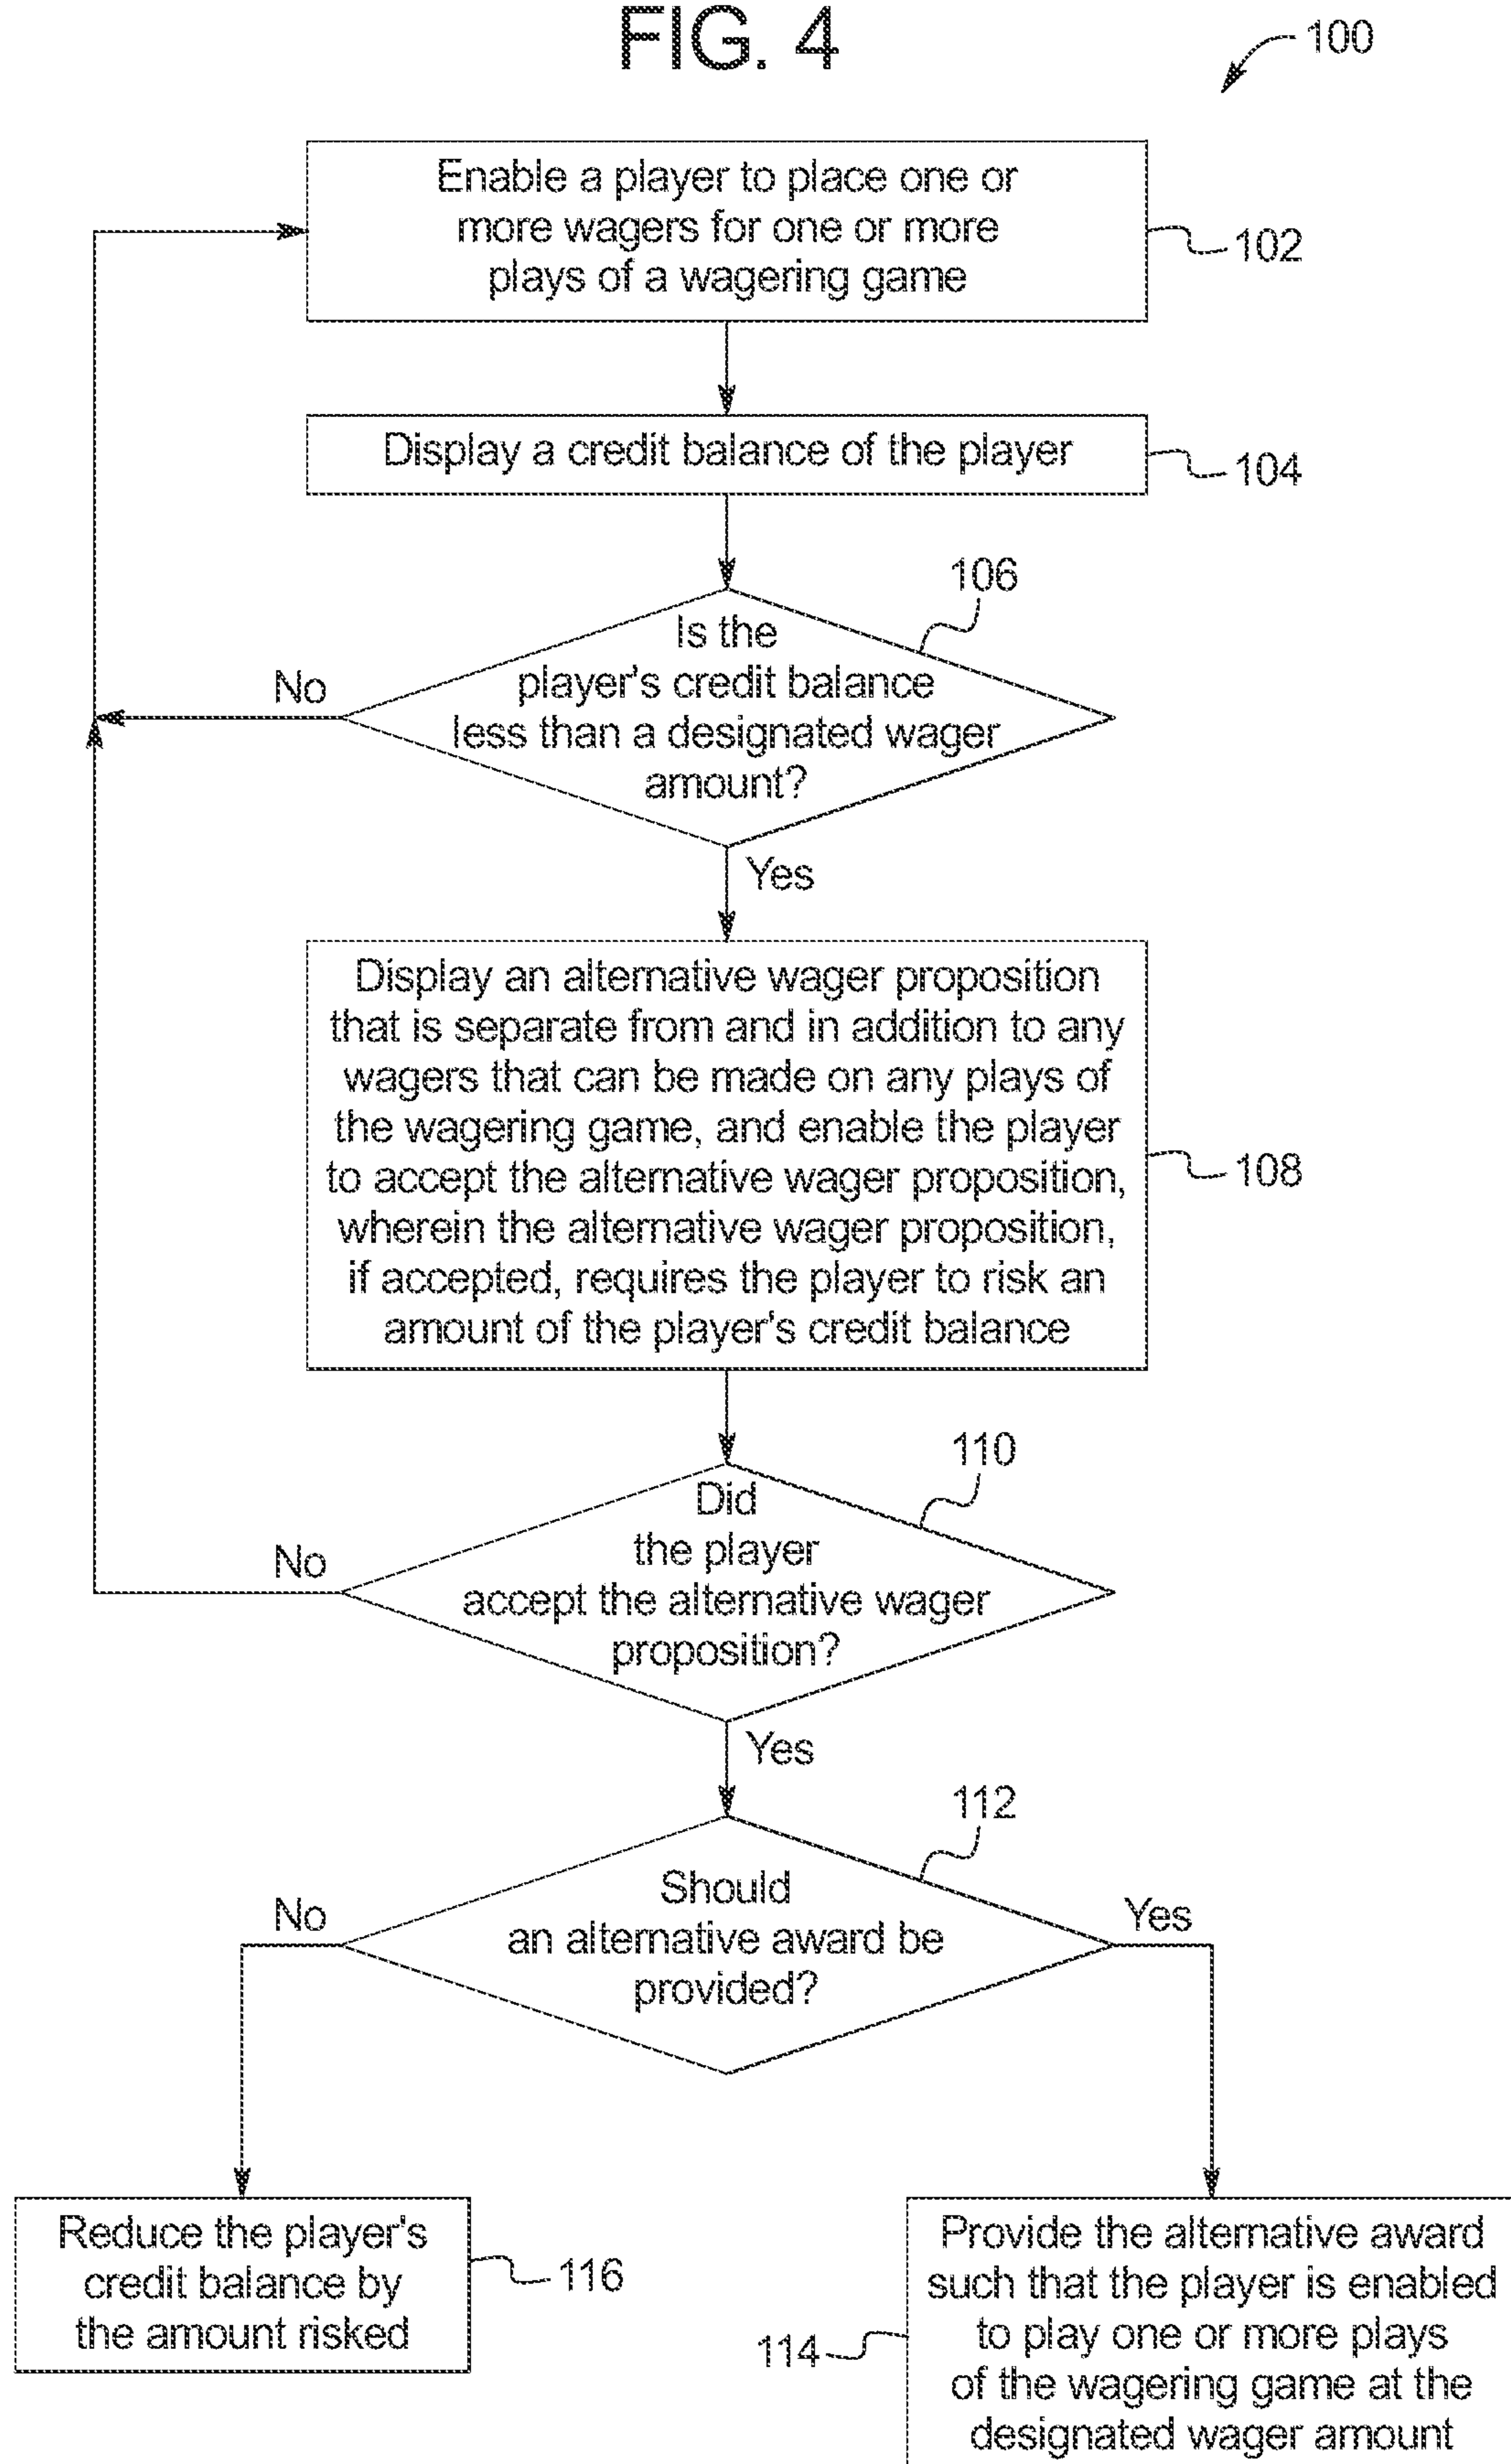 FIG. 4
100
Enable a player to place one or
more wagers for one or more
plays of a wagering game
102
Display a credit balance of the player
104
106
Is the
player's credit balance
less than a designated wager
amount?
No
Yes
Display an alternative wager proposition
that is separate from and in addition to any
wagers that can be made on any plays of
the wagering game, and enable the player
to accept the alternative wager proposition,
wherein the alternative wager proposition,
if accepted, requires the player to risk an
amount of the player's credit balance
108
110
Did
the player
accept the alternative wager
proposition?
No
Yes
112
Should
an alternative award be
provided?
No
Yes
Reduce the player's
credit balance by
the amount risked
116
Provide the alternative award
such that the player is enabled
to play one or more plays
of the wagering game at the
designated wager amount
114